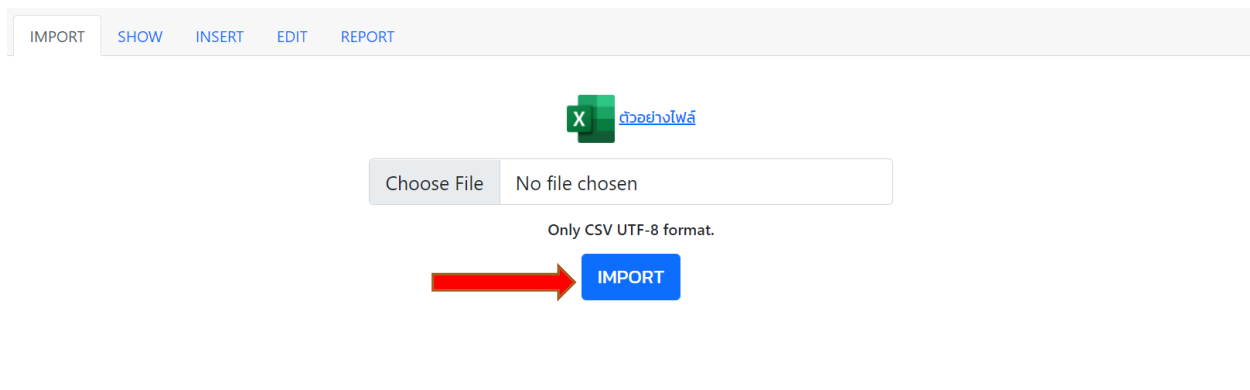 IMPORT SHOW INSERT EDIT REPORT
X ตัวอย่างไฟล์
Choose File No file chosen
Only CSV UTF-8 format.
IMPORT